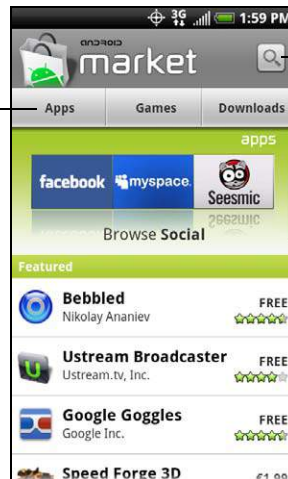 3G 1:59 PM
ANDROID
market
Apps Games Downloads
apps
facebook myspace. Seesmic
Browse Social
Featured
Bebbled FREE
Nikolay Ananiev
Ustream Broadcaster FREE
Ustream.tv, Inc.
Google Goggles FREE
Google Inc.
Speed Forge 3D